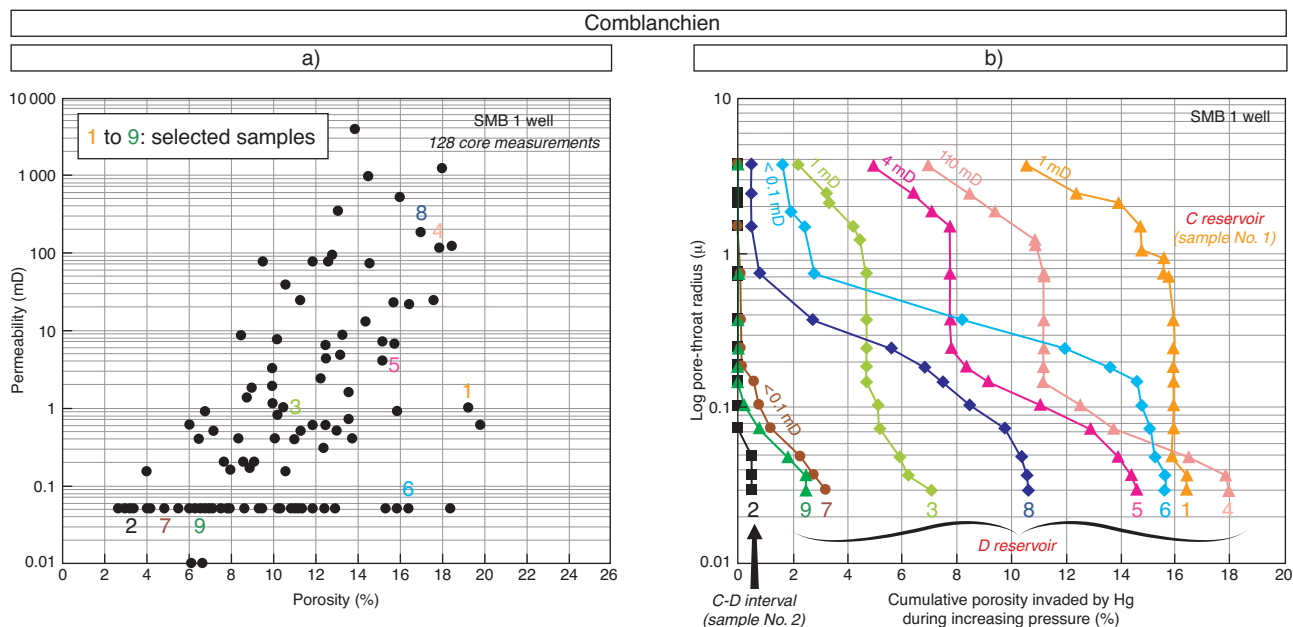 Comblanchien
a)
10 000
1 000
100
10
1
0.1
0.01
Permeability (mD)
0 2 4 6 8 10 12 14 16 18 20 22 24 26
Porosity (%)
1 to 9: selected samples
SMB 1 well
128 core measurements
8
4
5
1
3
6
2 7 9
b)
10
1
0.1
0.01
Log pore-throat radius (µ)
SMB 1 well
< 0.1 mD
1 mD
4 mD
110 mD
1 mD
C reservoir
(sample No. 1)
<0.1 mD
2 9 7 3 8 5 6 1 4
D reservoir
0 2 4 6 8 10 12 14 16 18 20
C-D interval
(sample No. 2)
Cumulative porosity invaded by Hg
during increasing pressure (%)